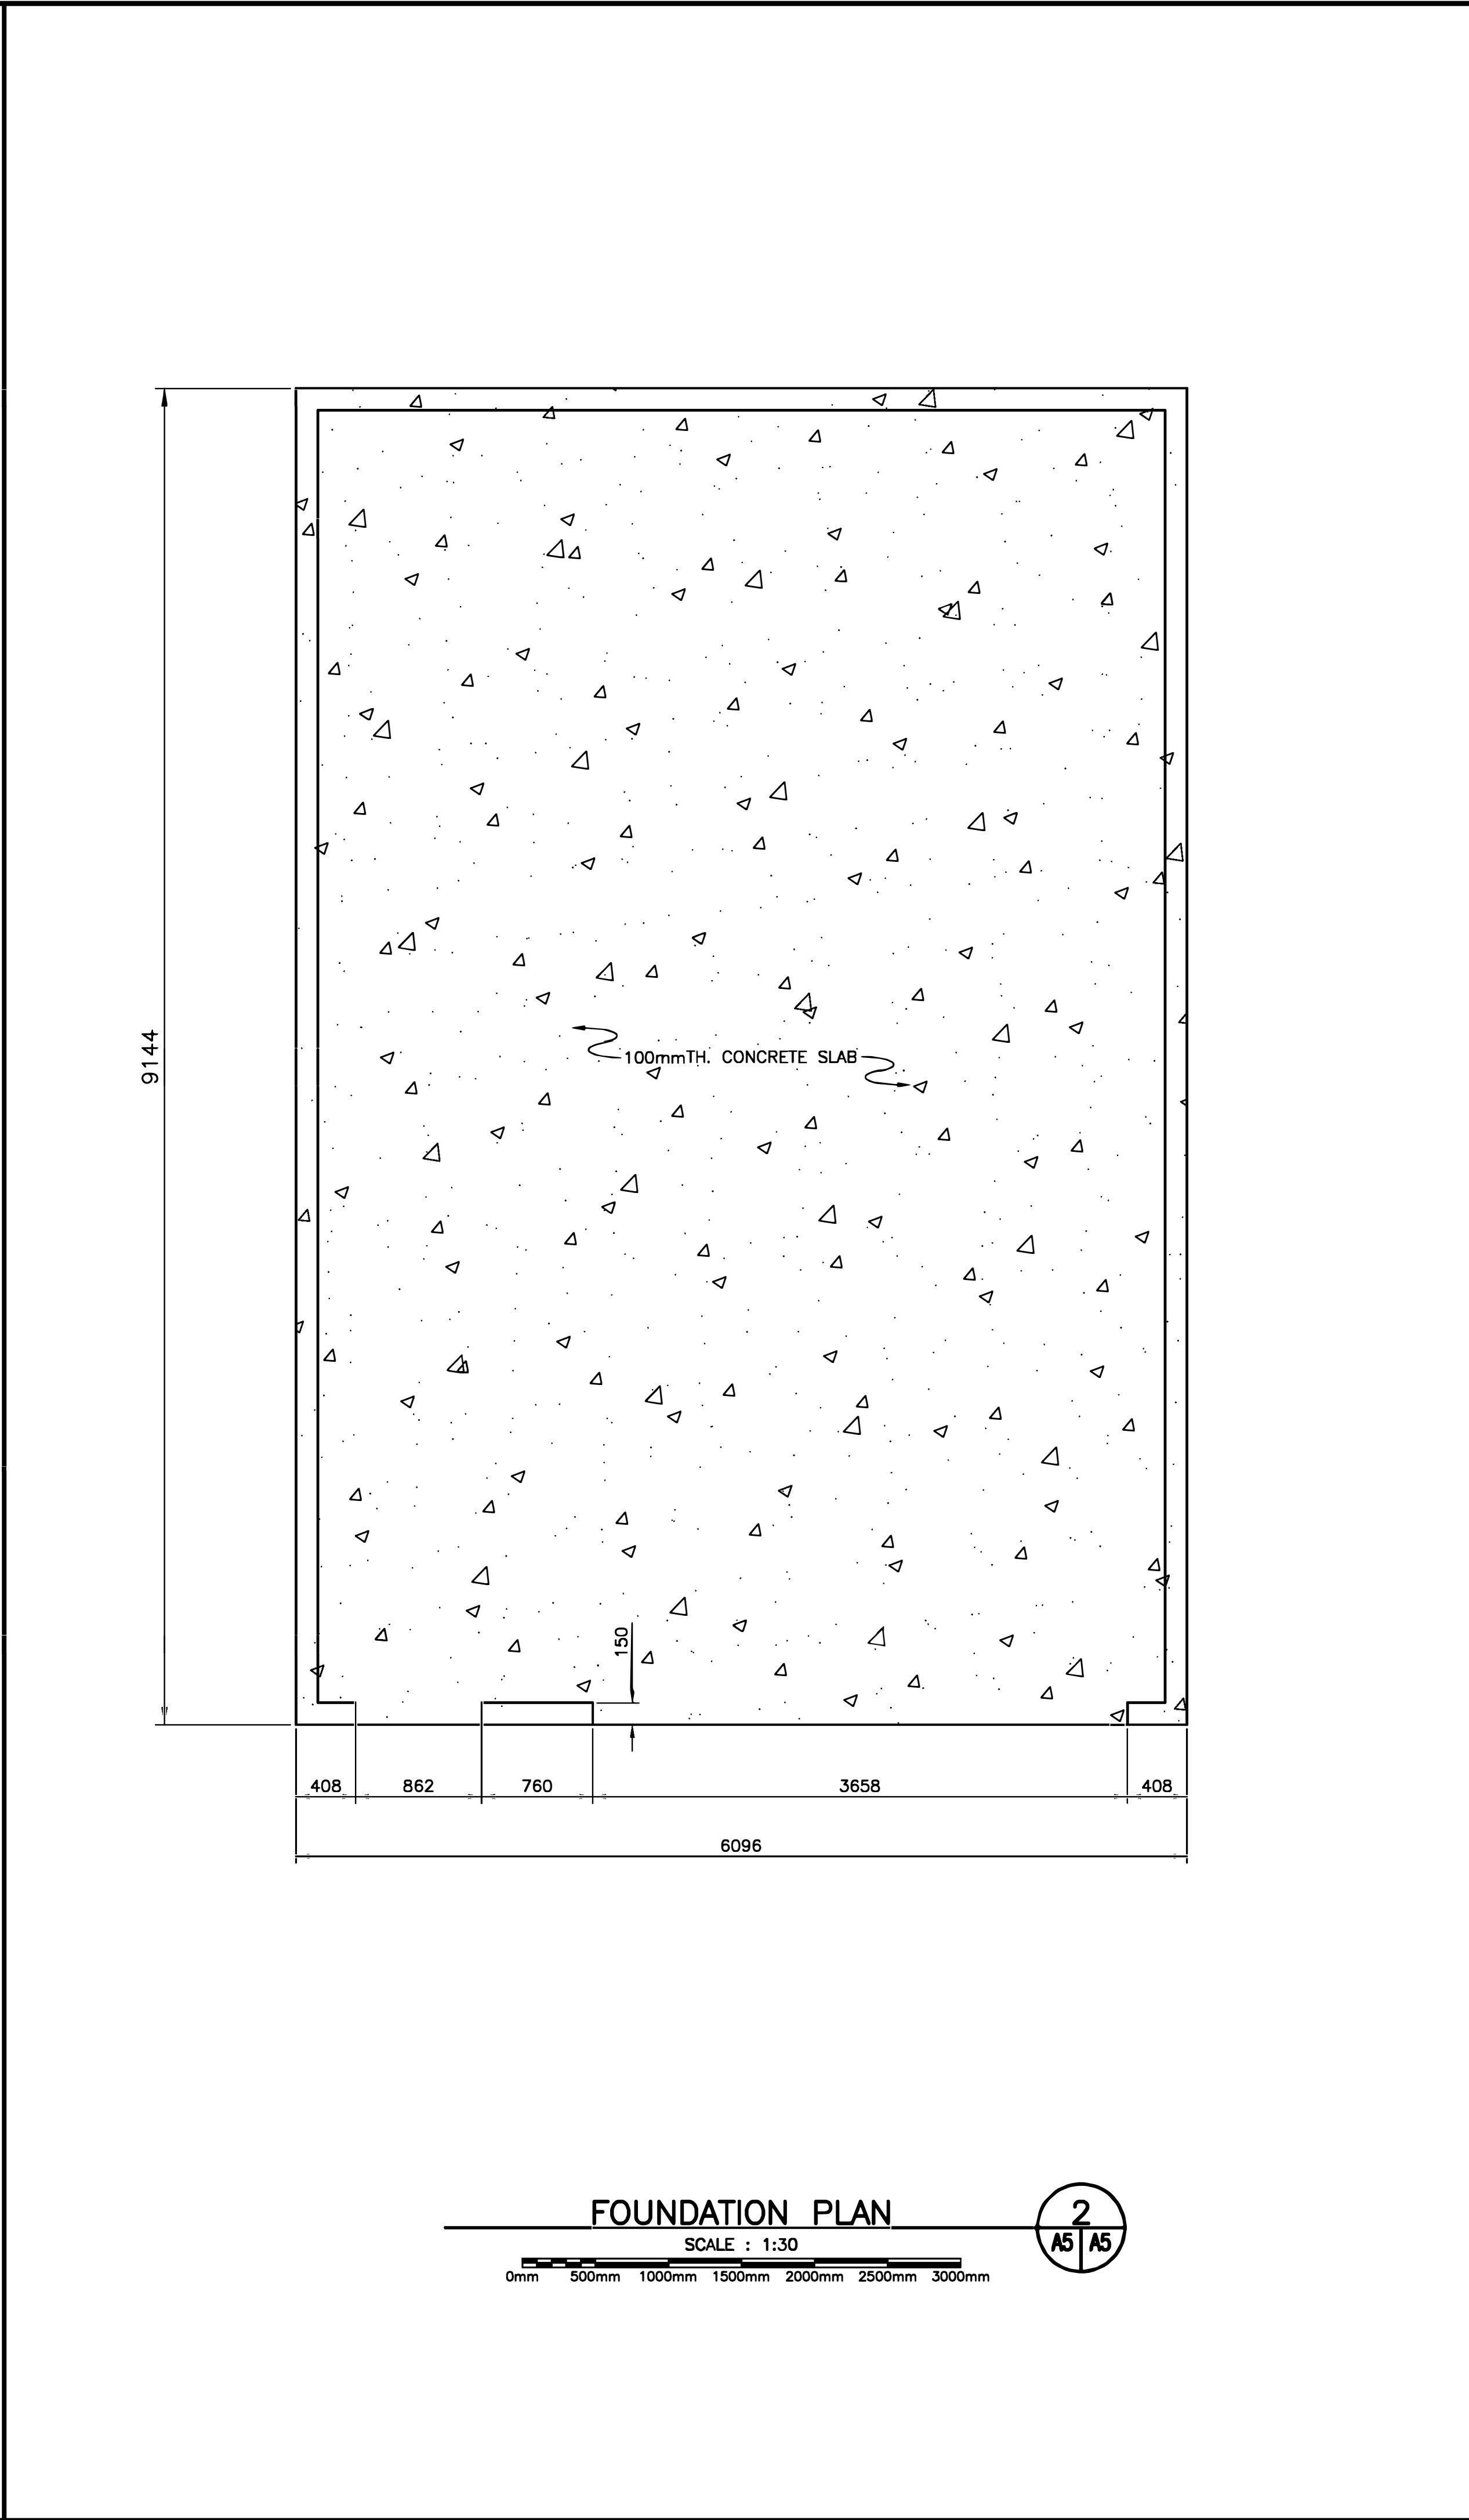 9144
100mmTH. CONCRETE SLAB
150
408 862 760 3658 408
6096
FOUNDATION PLAN
SCALE : 1:30
0mm 500mm 1000mm 1500mm 2000mm 2500mm 3000mm
2
A5 A5